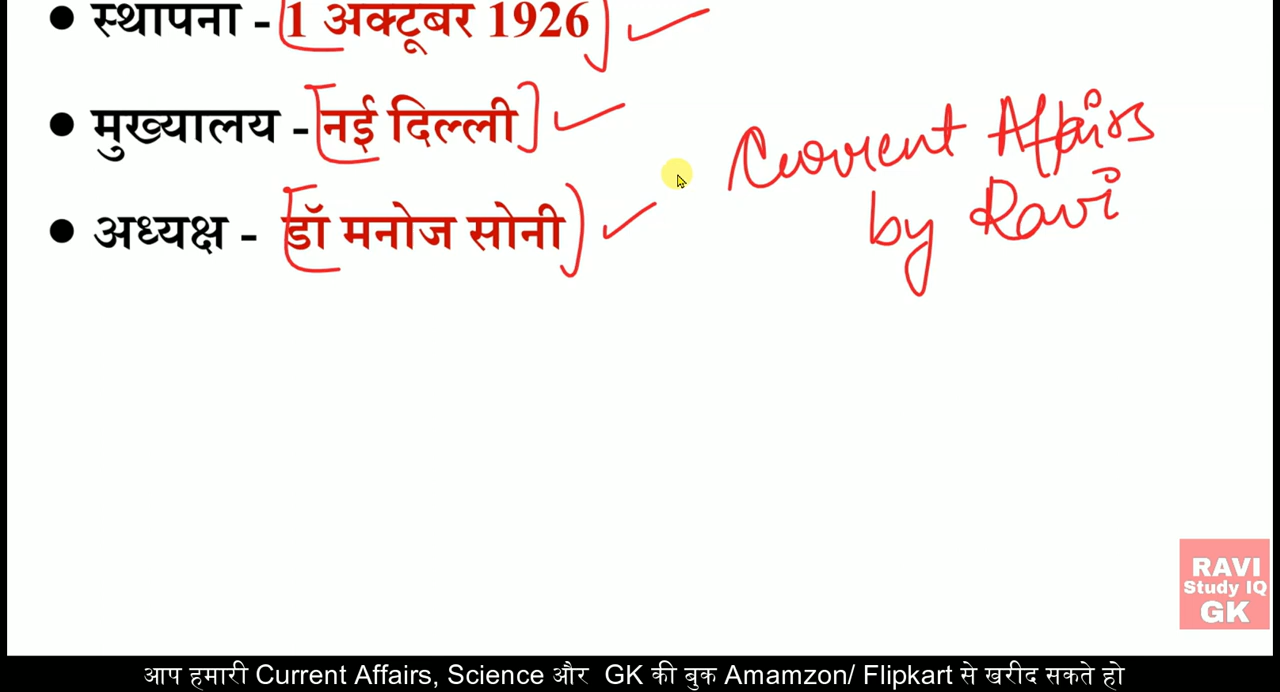 ● स्थापना - [1 अक्टूबर 1926]
● मुख्यालय - [नई दिल्ली]
● अध्यक्ष - [डॉ मनोज सोनी]
Current Affairs
by Ravi
RAVI
Study IQ
GK
आप हमारी Current Affairs, Science और GK की बुक Amamzon/ Flipkart से खरीद सकते हो